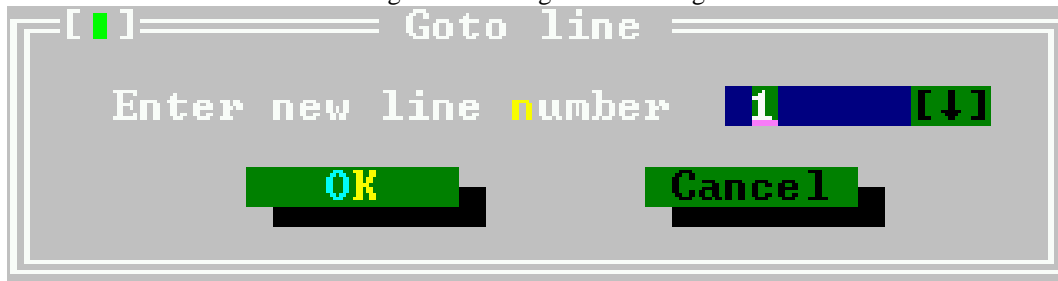 [▮] Goto line
Enter new line number 1 [↓]
OK Cancel